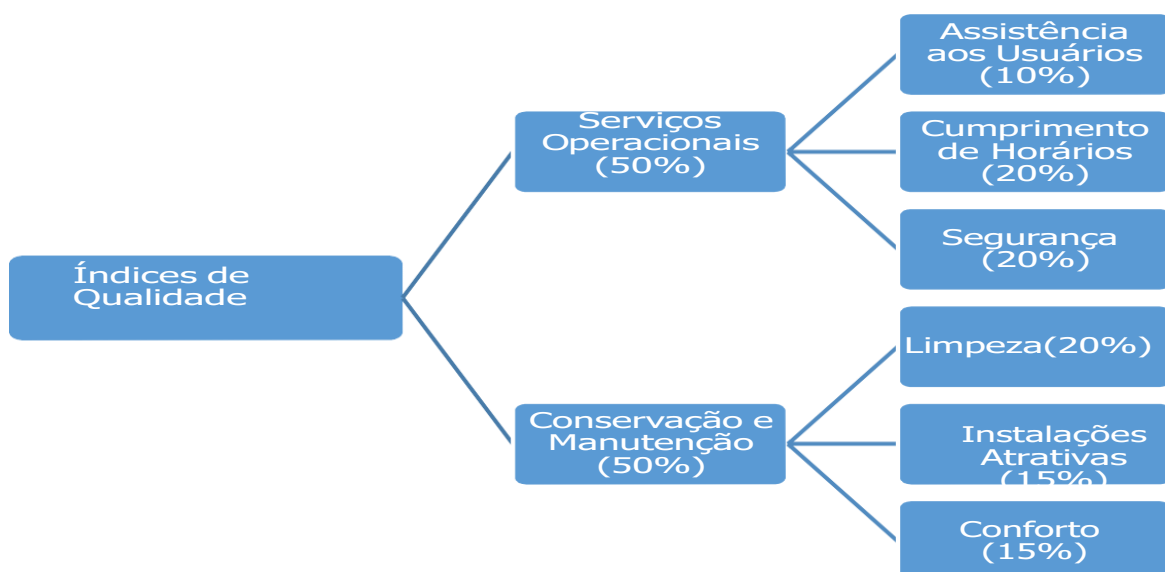 Assistência
aos Usuários
(10%)
Serviços
Operacionais
(50%)
Cumprimento
de Horários
(20%)
Segurança
(20%)
Índices de
Qualidade
Limpeza(20%)
Conservação e
Manutenção
(50%)
Instalações
Atrativas
(15%)
Conforto
(15%)